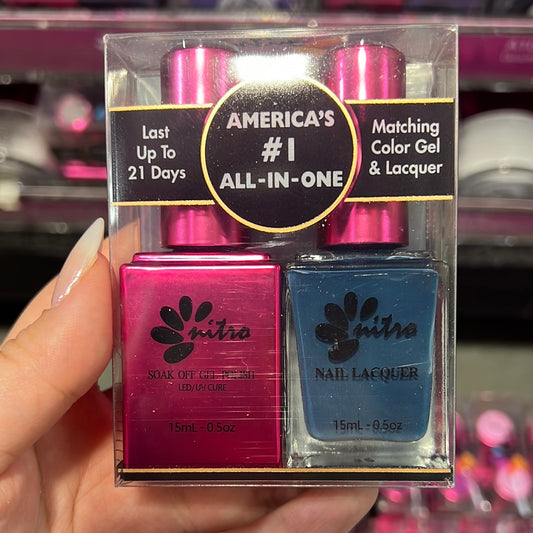 Last
Up To
21 Days
AMERICA'S
#1
ALL-IN-ONE
Matching
Color Gel
& Lacquer
nitro
SOAK OFF GEL POLISH
LED/UV CURE
15mL - 0.5oz
nitro
NAIL LACQUER
15mL - 0.5oz